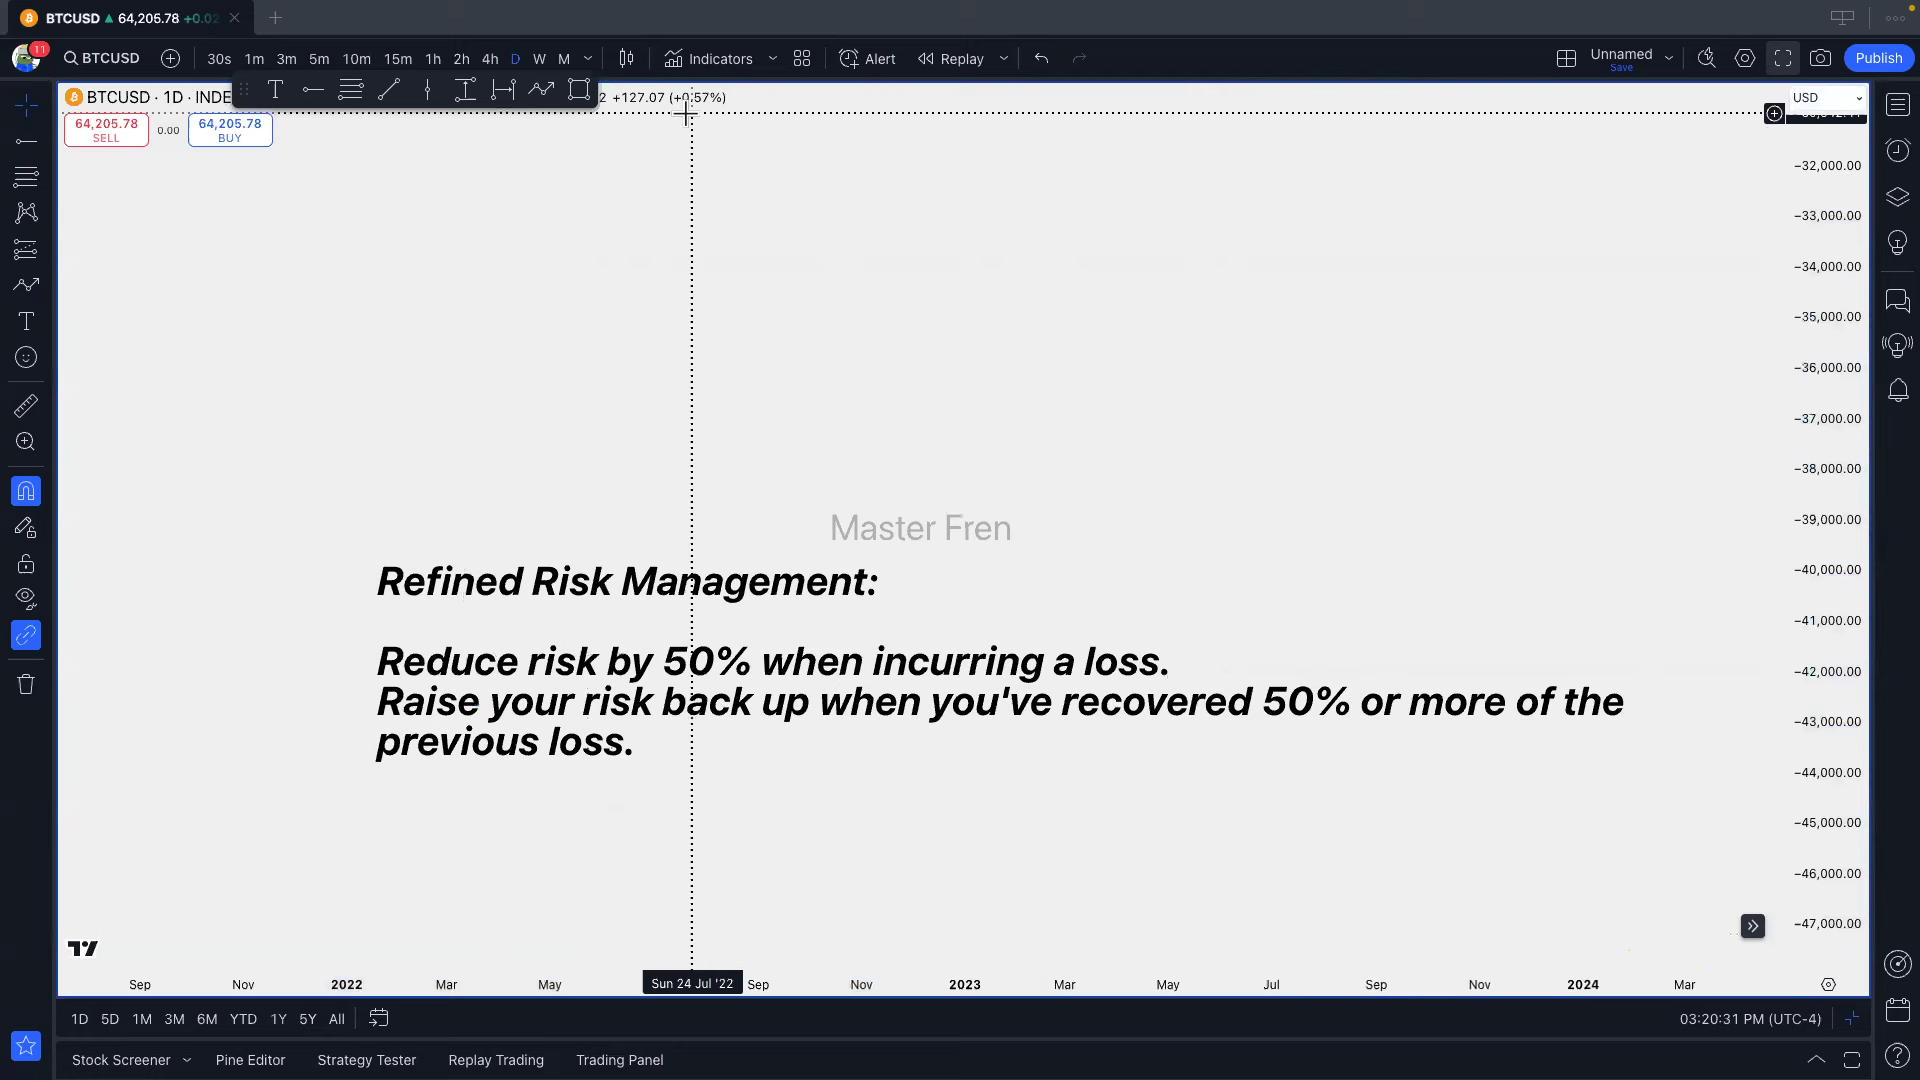 BTCUSD ▲ 64,205.78 +0.02
11
BTCUSD 30s 1m 3m 5m 10m 15m 1h 2h 4h D W M Indicators Alert Replay Unnamed Save Publish
BTCUSD · 1D · INDE 2 +127.07 (+0.57%) USD
64,205.78 SELL 0.00 64,205.78 BUY
−32,000.00
−33,000.00
−34,000.00
−35,000.00
−36,000.00
−37,000.00
−38,000.00
−39,000.00
Master Fren
−40,000.00
Refined Risk Management:
−41,000.00
Reduce risk by 50% when incurring a loss.
−42,000.00
Raise your risk back up when you've recovered 50% or more of the
−43,000.00
previous loss.
−44,000.00
−45,000.00
−46,000.00
−47,000.00
Sep Nov 2022 Mar May Sun 24 Jul '22 Sep Nov 2023 Mar May Jul Sep Nov 2024 Mar
1D 5D 1M 3M 6M YTD 1Y 5Y All 03:20:31 PM (UTC-4)
Stock Screener Pine Editor Strategy Tester Replay Trading Trading Panel